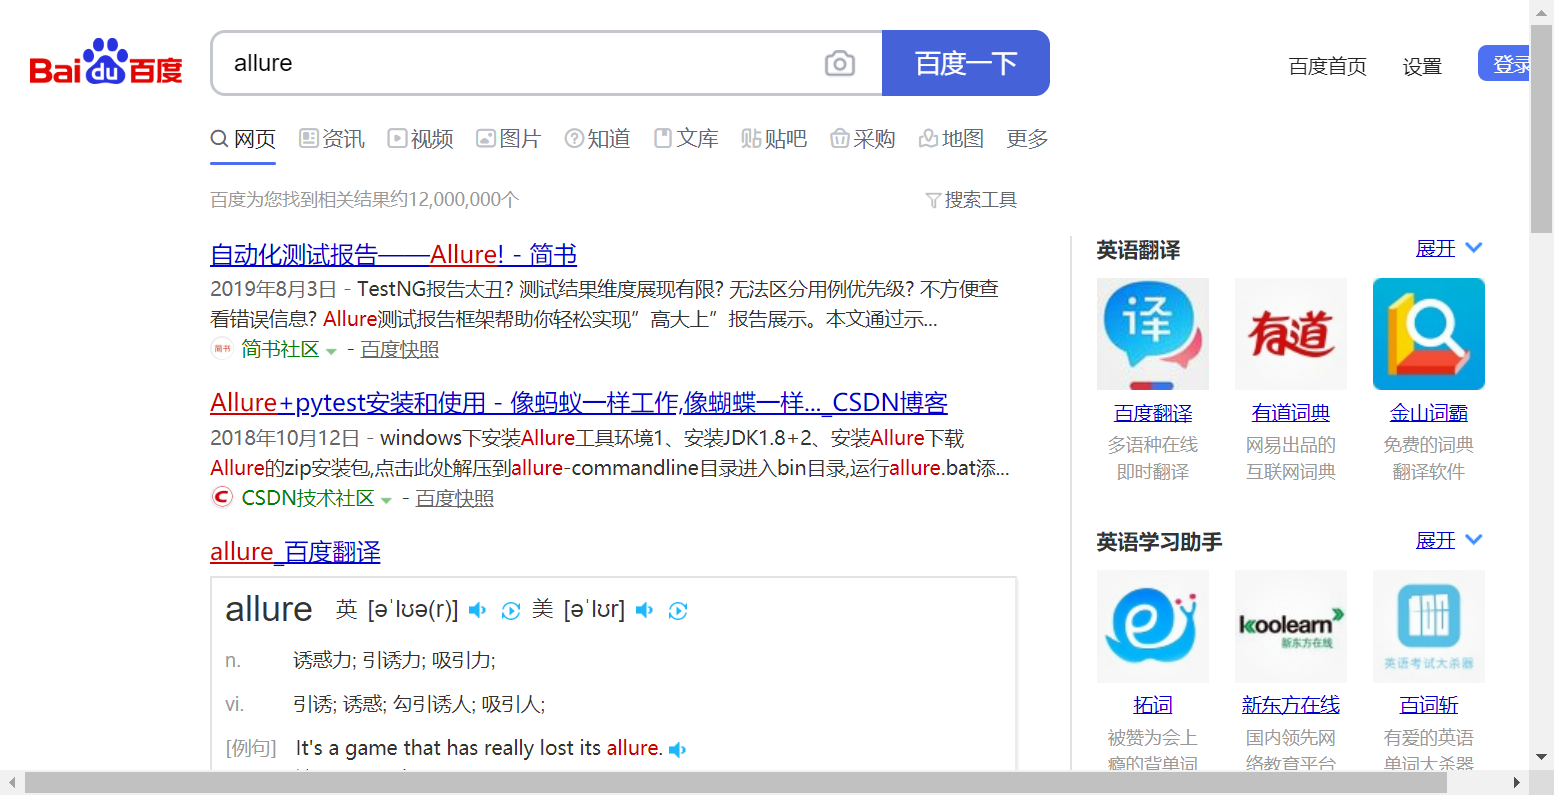 Bai du 百度
allure
百度一下
百度首页 设置 登录
网页 资讯 视频 图片 知道 文库 贴吧 采购 地图 更多
百度为您找到相关结果约12,000,000个
搜索工具
自动化测试报告——Allure! - 简书
2019年8月3日 - TestNG报告太丑? 测试结果维度展现有限? 无法区分用例优先级? 不方便查
看错误信息? Allure测试报告框架帮助你轻松实现”高大上”报告展示。本文通过示...
简书 简书社区 - 百度快照
Allure+pytest安装和使用 - 像蚂蚁一样工作,像蝴蝶一样..._CSDN博客
2018年10月12日 - windows下安装Allure工具环境1、安装JDK1.8+2、安装Allure下载
Allure的zip安装包,点击此处解压到allure-commandline目录进入bin目录,运行allure.bat添...
C CSDN技术社区 - 百度快照
allure_百度翻译
allure 英 [əˈlʊə(r)] 美 [əˈlʊr]
n. 诱惑力; 引诱力; 吸引力;
vi. 引诱; 诱惑; 勾引诱人; 吸引人;
[例句] It's a game that has really lost its allure.
英语翻译 展开
译 有道
百度翻译 有道词典 金山词霸
多语种在线 网易出品的 免费的词典
即时翻译 互联网词典 翻译软件
英语学习助手 展开
koolearn
新东方在线
100
英语考试大杀器
拓词 新东方在线 百词斩
被赞为会上 国内领先网 有爱的英语
瘾的背单词 络教育平台 单词大杀器